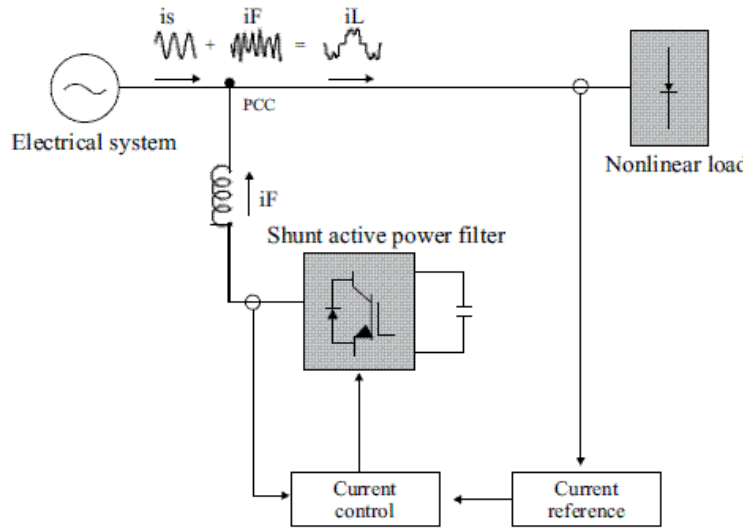 is
iF
iL
+
=
PCC
Electrical system
Nonlinear load
iF
Shunt active power filter
Current
control
Current
reference